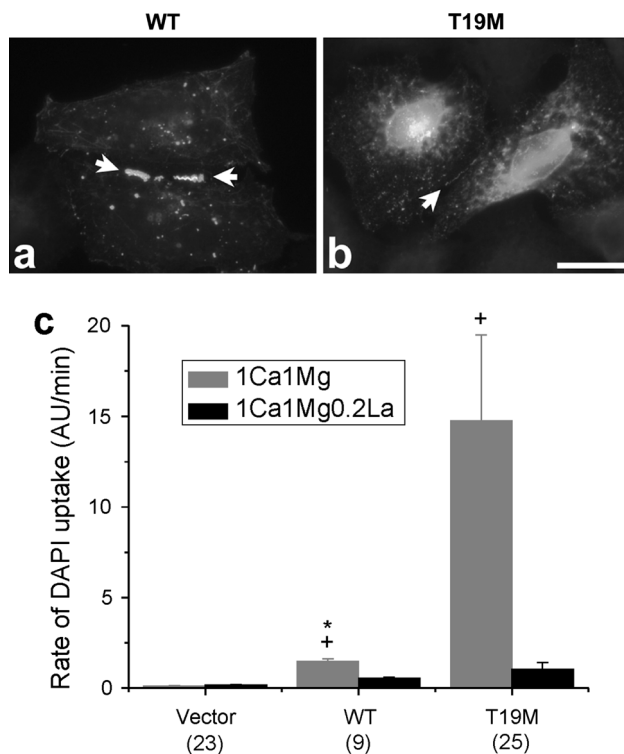 WT
T19M
a
b
c
Rate of DAPI uptake (AU/min)
20
15
10
5
0
1Ca1Mg
1Ca1Mg0.2La
+
*
+
Vector
WT
T19M
(23)
(9)
(25)